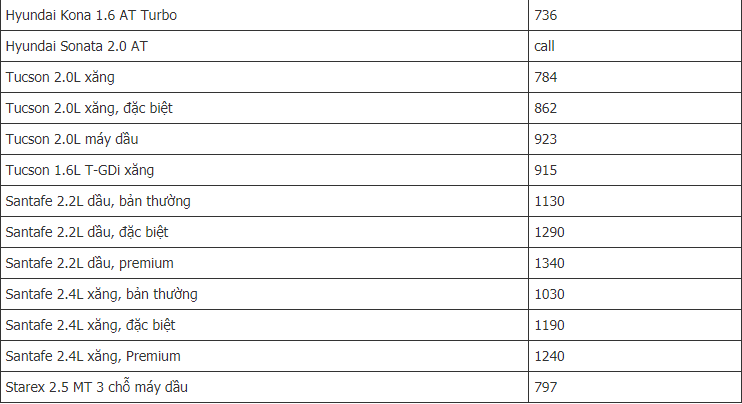 Hyundai Kona 1.6 AT Turbo 736
Hyundai Sonata 2.0 AT call
Tucson 2.0L xăng 784
Tucson 2.0L xăng, đặc biệt 862
Tucson 2.0L máy dầu 923
Tucson 1.6L T-GDi xăng 915
Santafe 2.2L dầu, bản thường 1130
Santafe 2.2L dầu, đặc biệt 1290
Santafe 2.2L dầu, premium 1340
Santafe 2.4L xăng, bản thường 1030
Santafe 2.4L xăng, đặc biệt 1190
Santafe 2.4L xăng, Premium 1240
Starex 2.5 MT 3 chỗ máy dầu 797